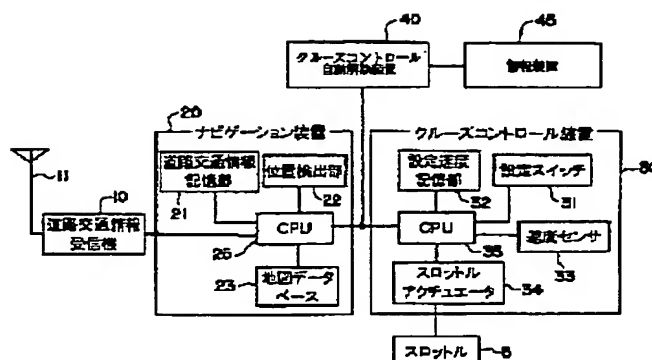 40
45
クルーズコントロール
自動解除装置
警報装置
20
ナビゲーション装置
クルーズコントロール装置
11
10
道路交通情報
受信機
道路交通情報
記憶部
21
位置検出部
22
CPU
25
23
地図データ
ベース
設定速度
記憶部
32
設定スイッチ
31
30
CPU
35
速度センサ
33
スロットル
アクチュエータ
34
スロットル
5